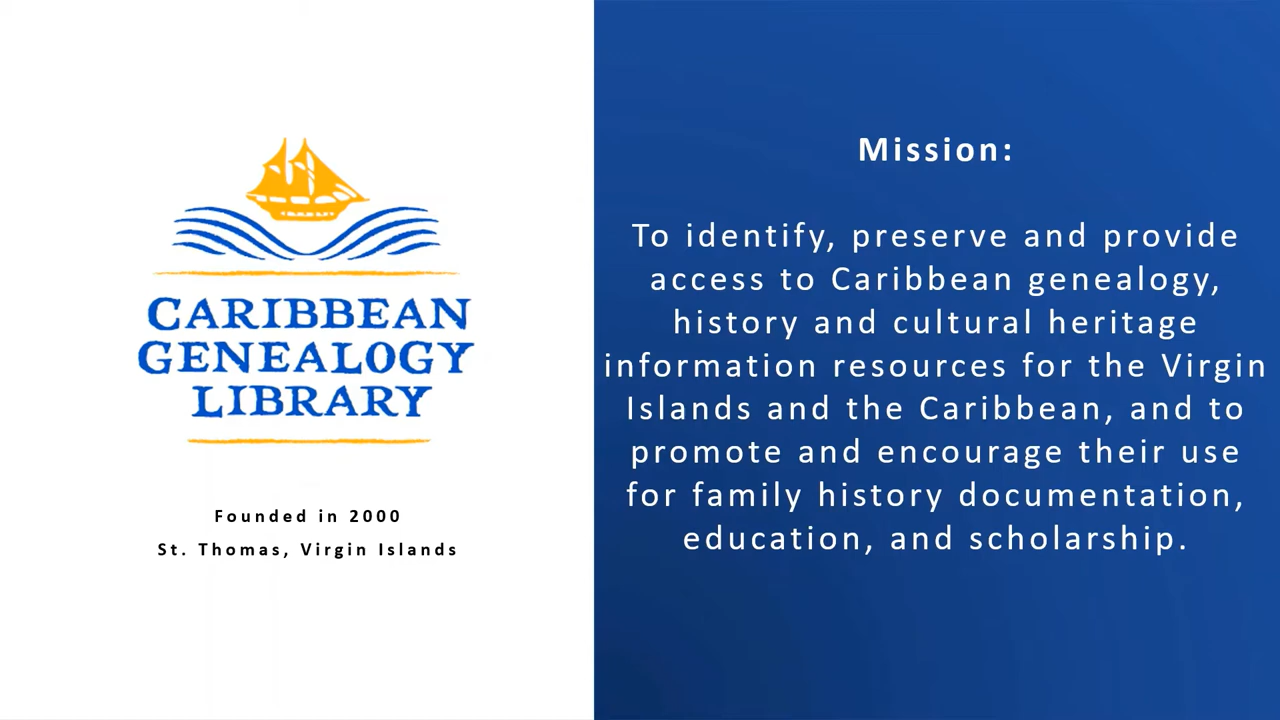 CARIBBEAN
GENEALOGY
LIBRARY
Founded in 2000
St. Thomas, Virgin Islands
Mission:
To identify, preserve and provide
access to Caribbean genealogy,
history and cultural heritage
information resources for the Virgin
Islands and the Caribbean, and to
promote and encourage their use
for family history documentation,
education, and scholarship.